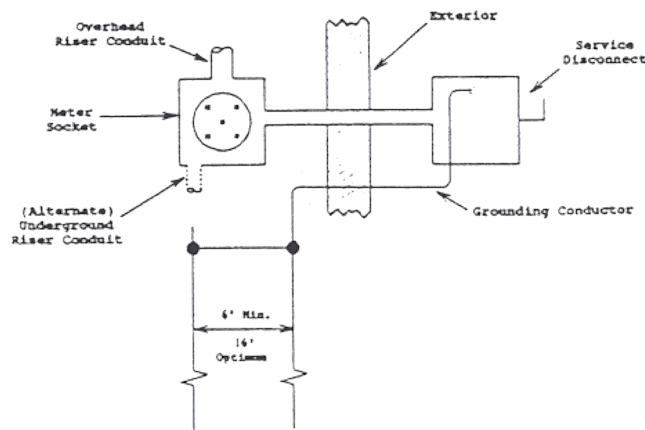 Overhead
Riser Conduit
Exterior
Service
Disconnect
Meter
Socket
(Alternate)
Underground
Riser Conduit
Grounding Conductor
6' Min.
16'
Optimum